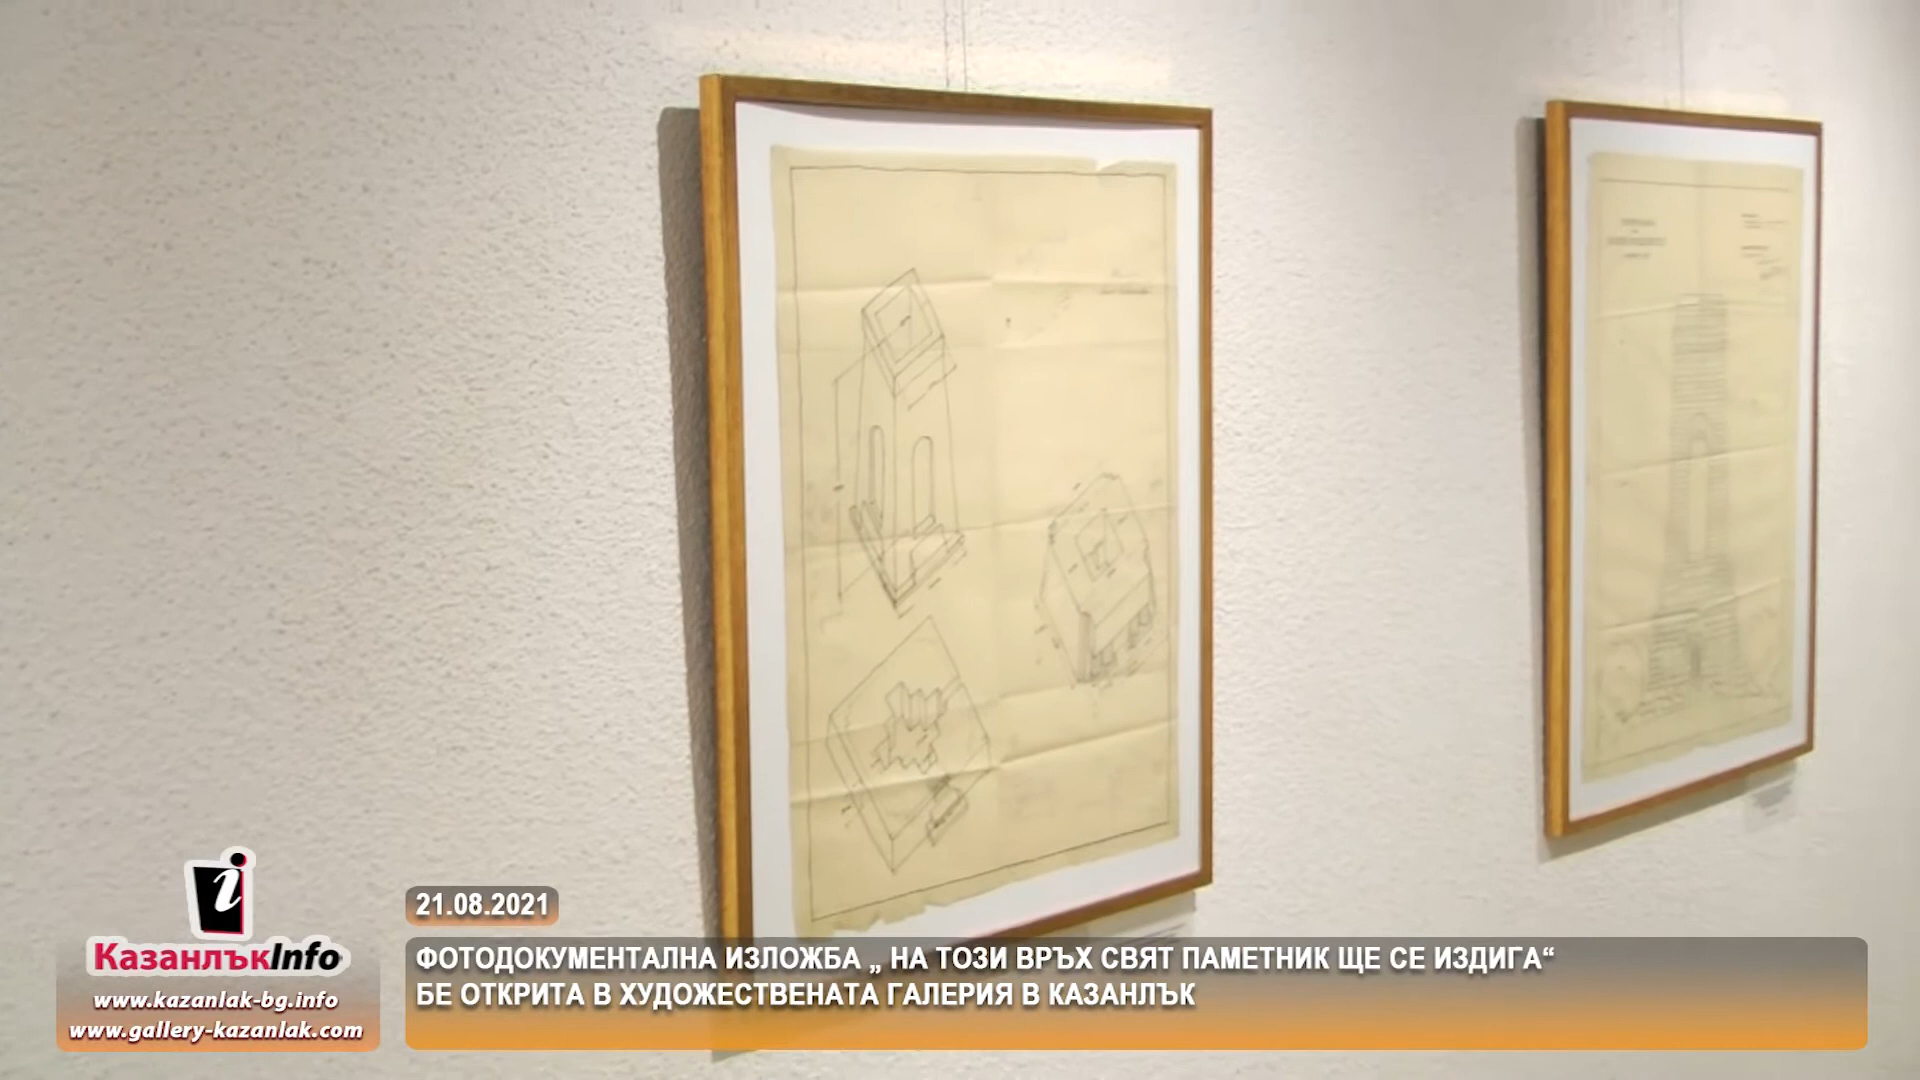 21.08.2021
ФОТОДОКУМЕНТАЛНА ИЗЛОЖБА „ НА ТОЗИ ВРЪХ СВЯТ ПАМЕТНИК ЩЕ СЕ ИЗДИГА“
БЕ ОТКРИТА В ХУДОЖЕСТВЕНАТА ГАЛЕРИЯ В КАЗАНЛЪК
i
КазанлъкInfo
www.kazanlak-bg.info
www.gallery-kazanlak.com